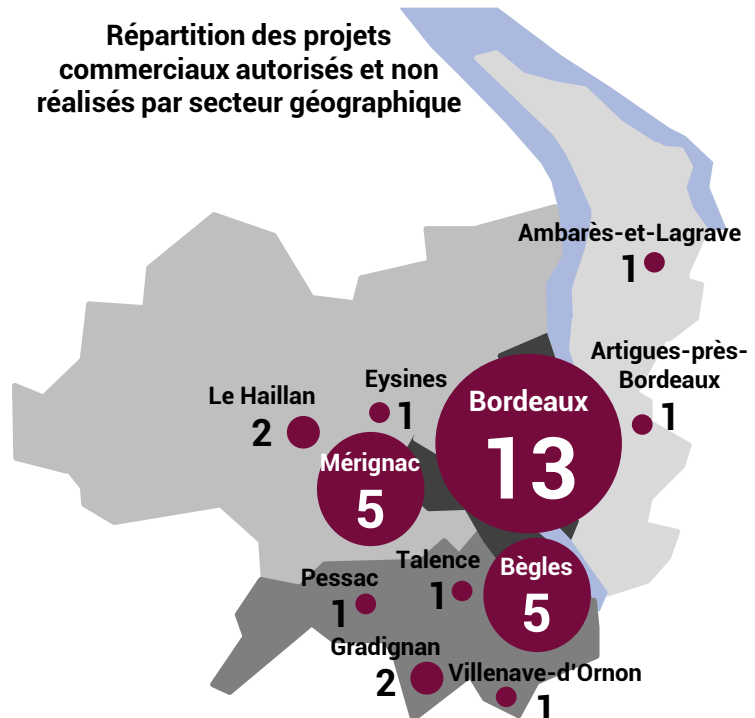 Répartition des projets
commerciaux autorisés et non
réalisés par secteur géographique
Ambarès-et-Lagrave
1
Artigues-près-
Bordeaux
1
Eysines
1
Le Haillan
2
Bordeaux
13
Mérignac
5
Talence
1
Bègles
5
Pessac
1
Gradignan
2
Villenave-d'Ornon
1